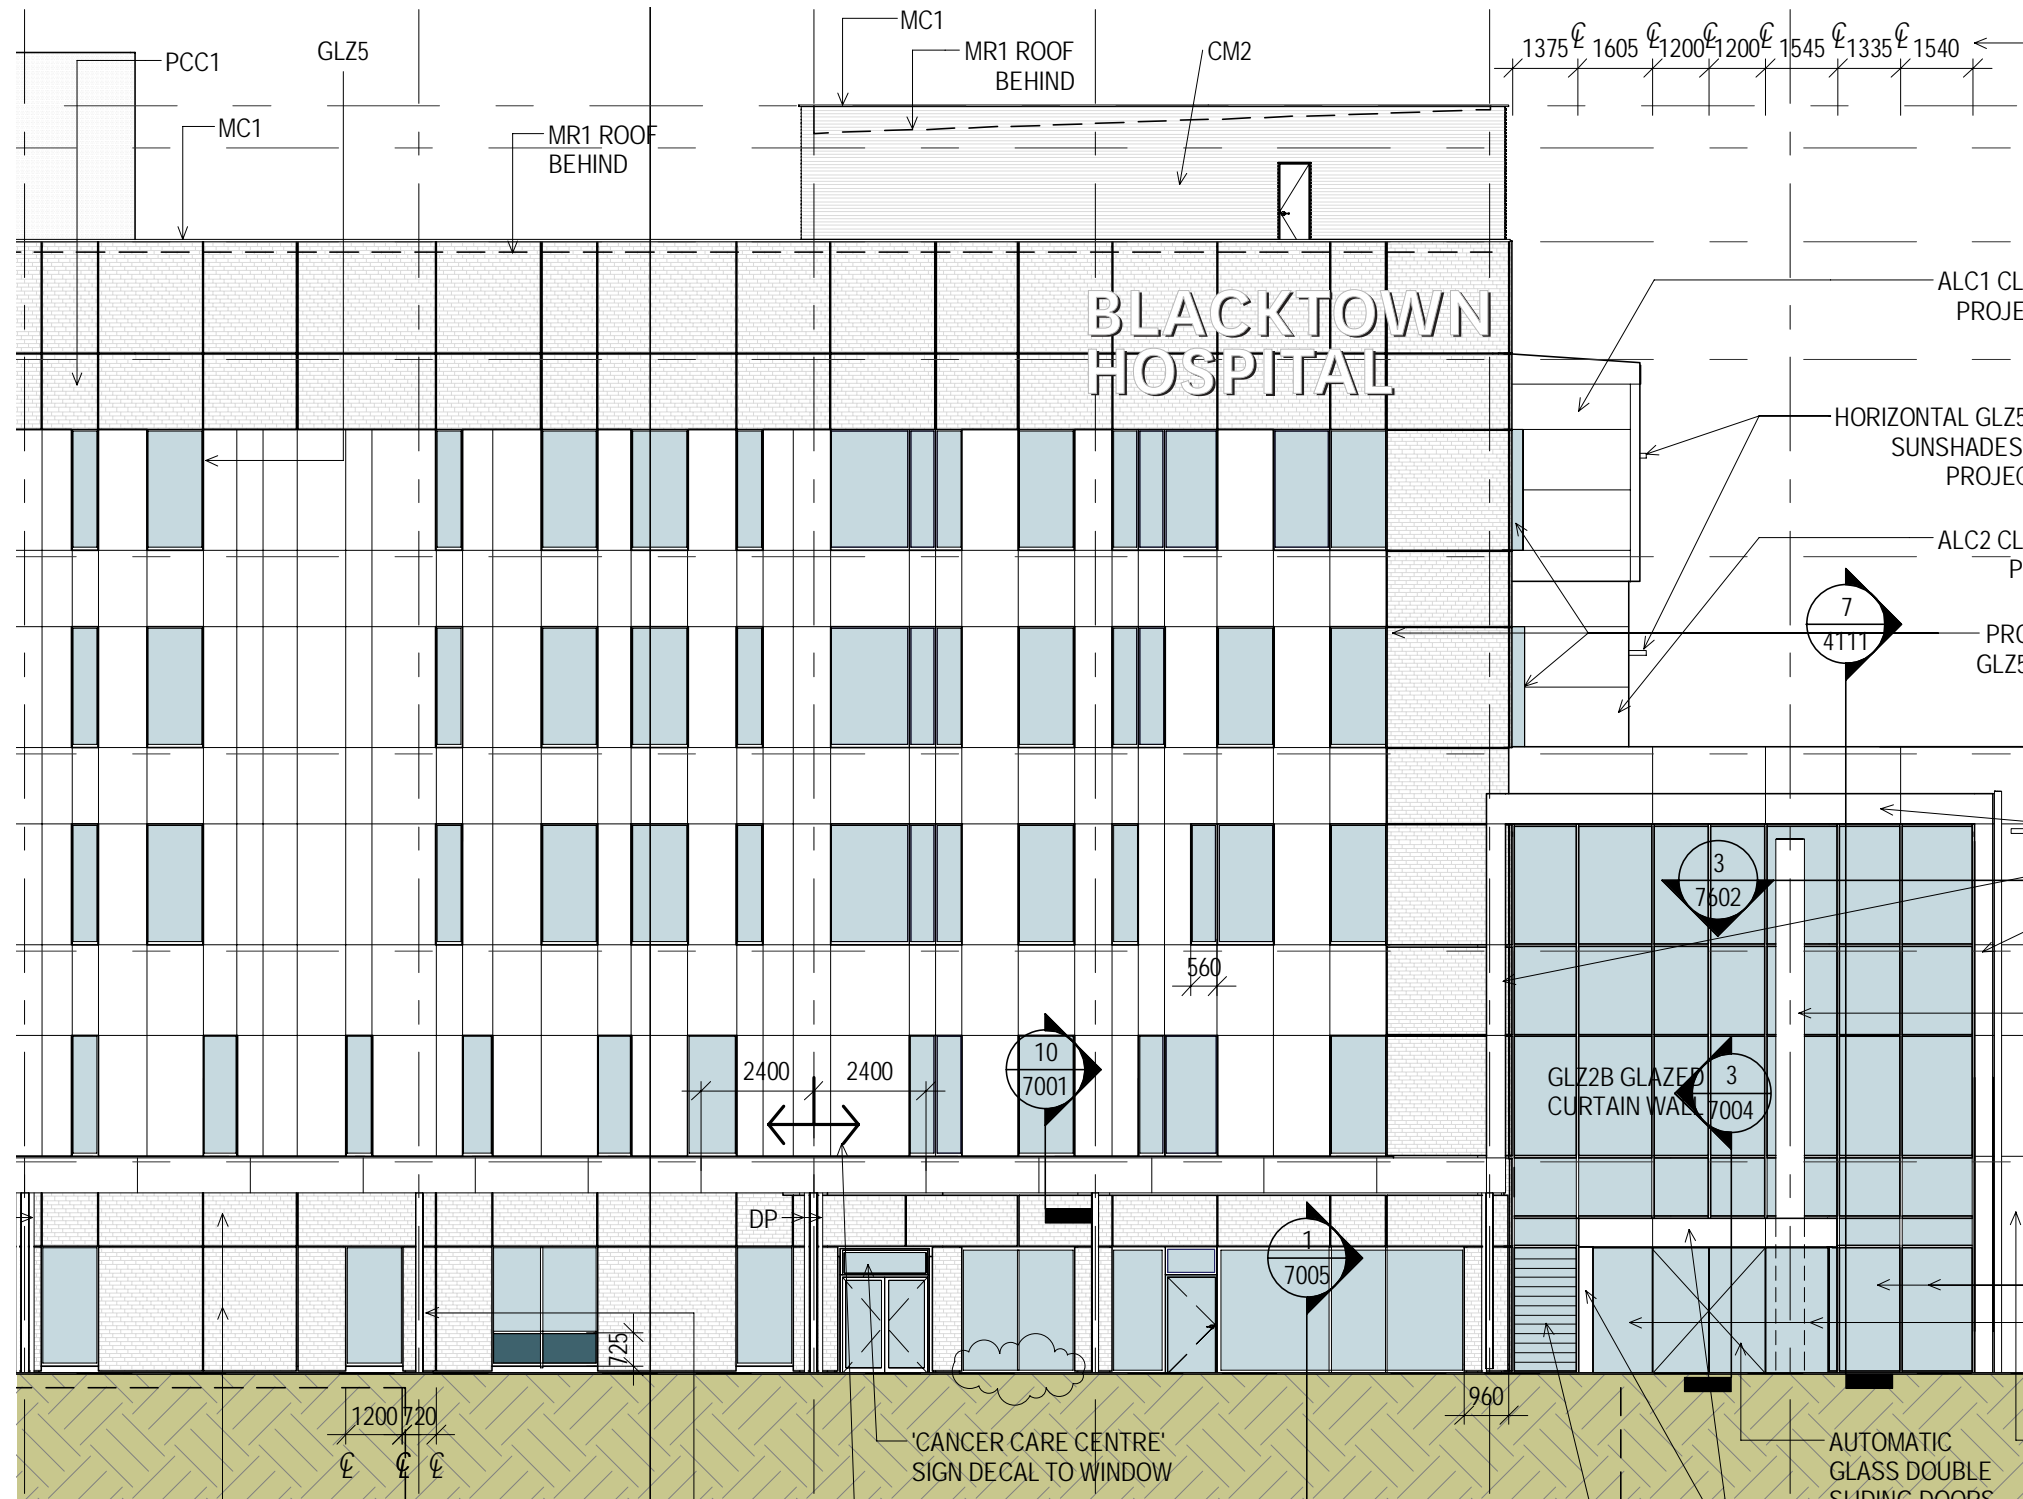 MC1
MR1 ROOF
BEHIND
CM2
1375 ℄ 1605 ℄ 1200 ℄ 1200 ℄ 1545 ℄ 1335 ℄ 1540
PCC1
GLZ5
MC1
MR1 ROOF
BEHIND
BLACKTOWN
HOSPITAL
ALC1 CL
PROJE
HORIZONTAL GLZ5
SUNSHADES
PROJEC
ALC2 CL
P
7
4111
PRO
GLZ5
3
7602
560
10
7001
2400
2400
GLZ2B GLAZED
CURTAIN WALL
3
7004
DP
1
7005
725
960
1200 720
℄ ℄ ℄
'CANCER CARE CENTRE'
SIGN DECAL TO WINDOW
AUTOMATIC
GLASS DOUBLE
SLIDING DOORS